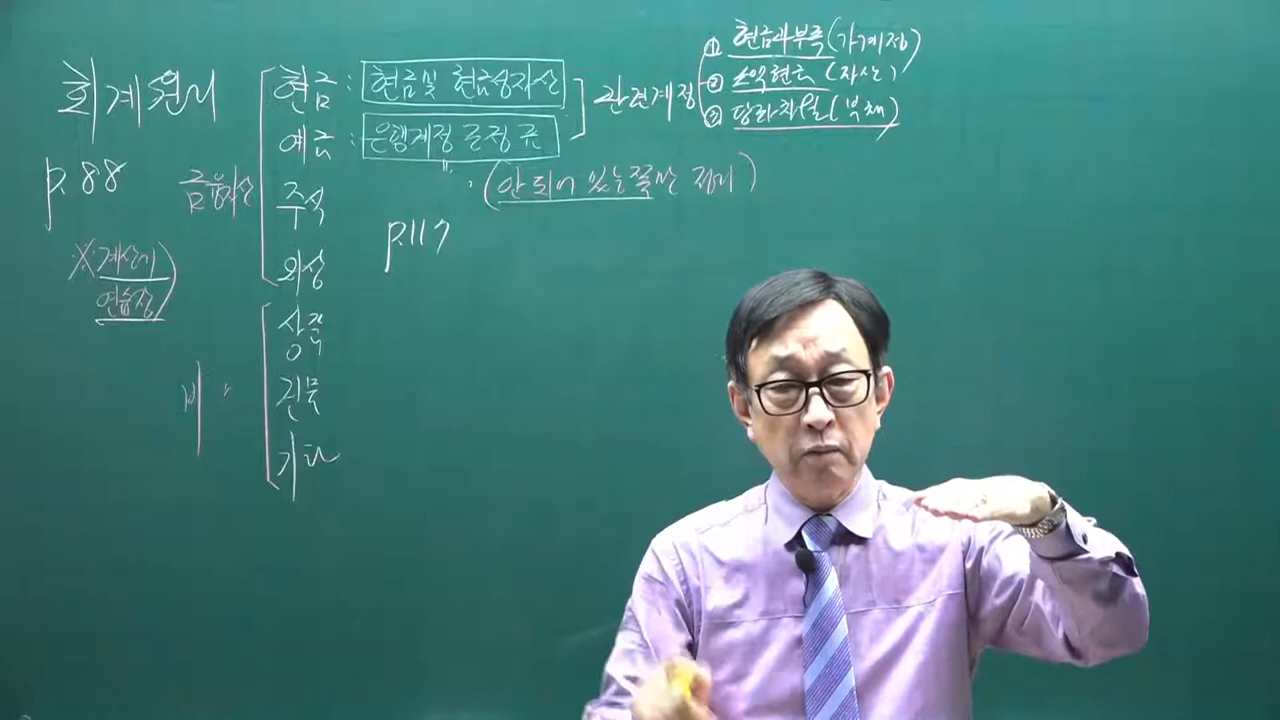 회계원리
p.88
※계산기
연습장)
금융자산
현금 : 현금및 현금성자산
예금 : 은행계정조정표
주식
외상
상품
건물
기타
비 〃
관련계정
① 현금과부족(가계정)
② 소액현금 (자산)
③ 당좌차월(부채)
〃
(안 되어 있는쪽만 정리)
p.117